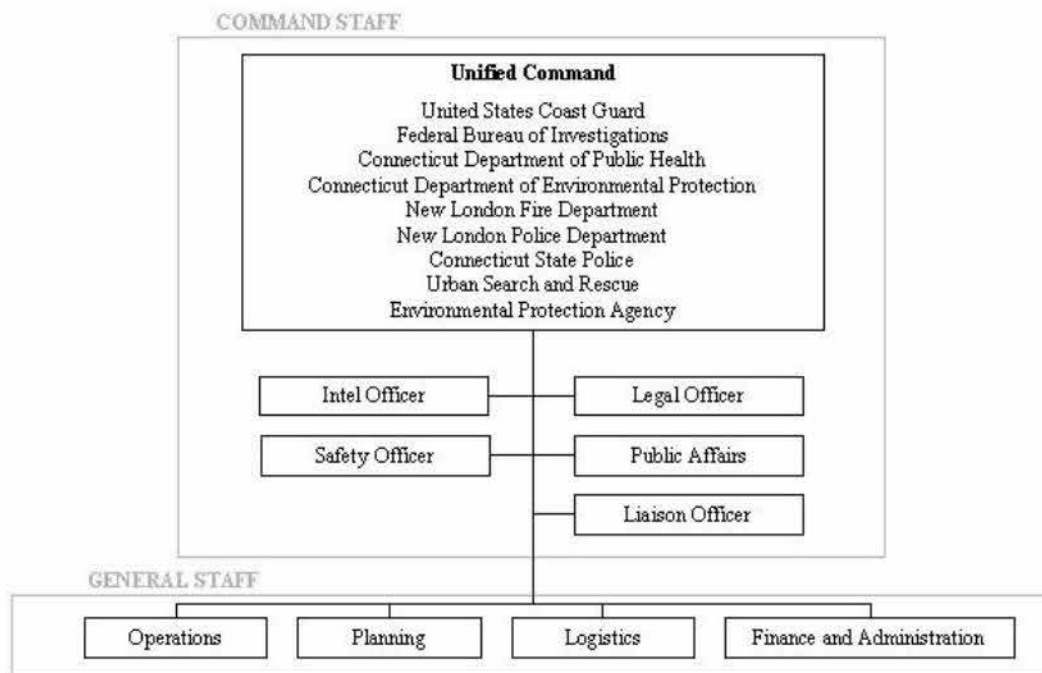 COMMAND STAFF
Unified Command
United States Coast Guard
Federal Bureau of Investigations
Connecticut Department of Public Health
Connecticut Department of Environmental Protection
New London Fire Department
New London Police Department
Connecticut State Police
Urban Search and Rescue
Environmental Protection Agency
Intel Officer
Legal Officer
Safety Officer
Public Affairs
Liaison Officer
GENERAL STAFF
Operations
Planning
Logistics
Finance and Administration